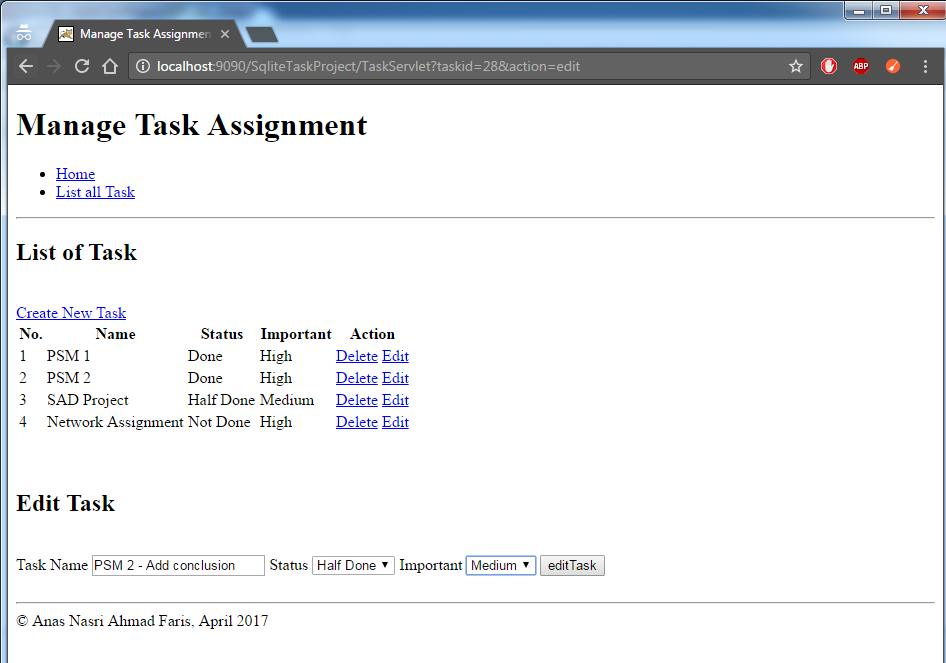 Manage Task Assignmen
localhost:9090/SqliteTaskProject/TaskServlet?taskid=28&action=edit
ABP
Manage Task Assignment
Home
List all Task
List of Task
Create New Task
No. Name Status Important Action
1 PSM 1 Done High Delete Edit
2 PSM 2 Done High Delete Edit
3 SAD Project Half Done Medium Delete Edit
4 Network Assignment Not Done High Delete Edit
Edit Task
Task Name PSM 2 - Add conclusion Status Half Done Important Medium editTask
© Anas Nasri Ahmad Faris, April 2017